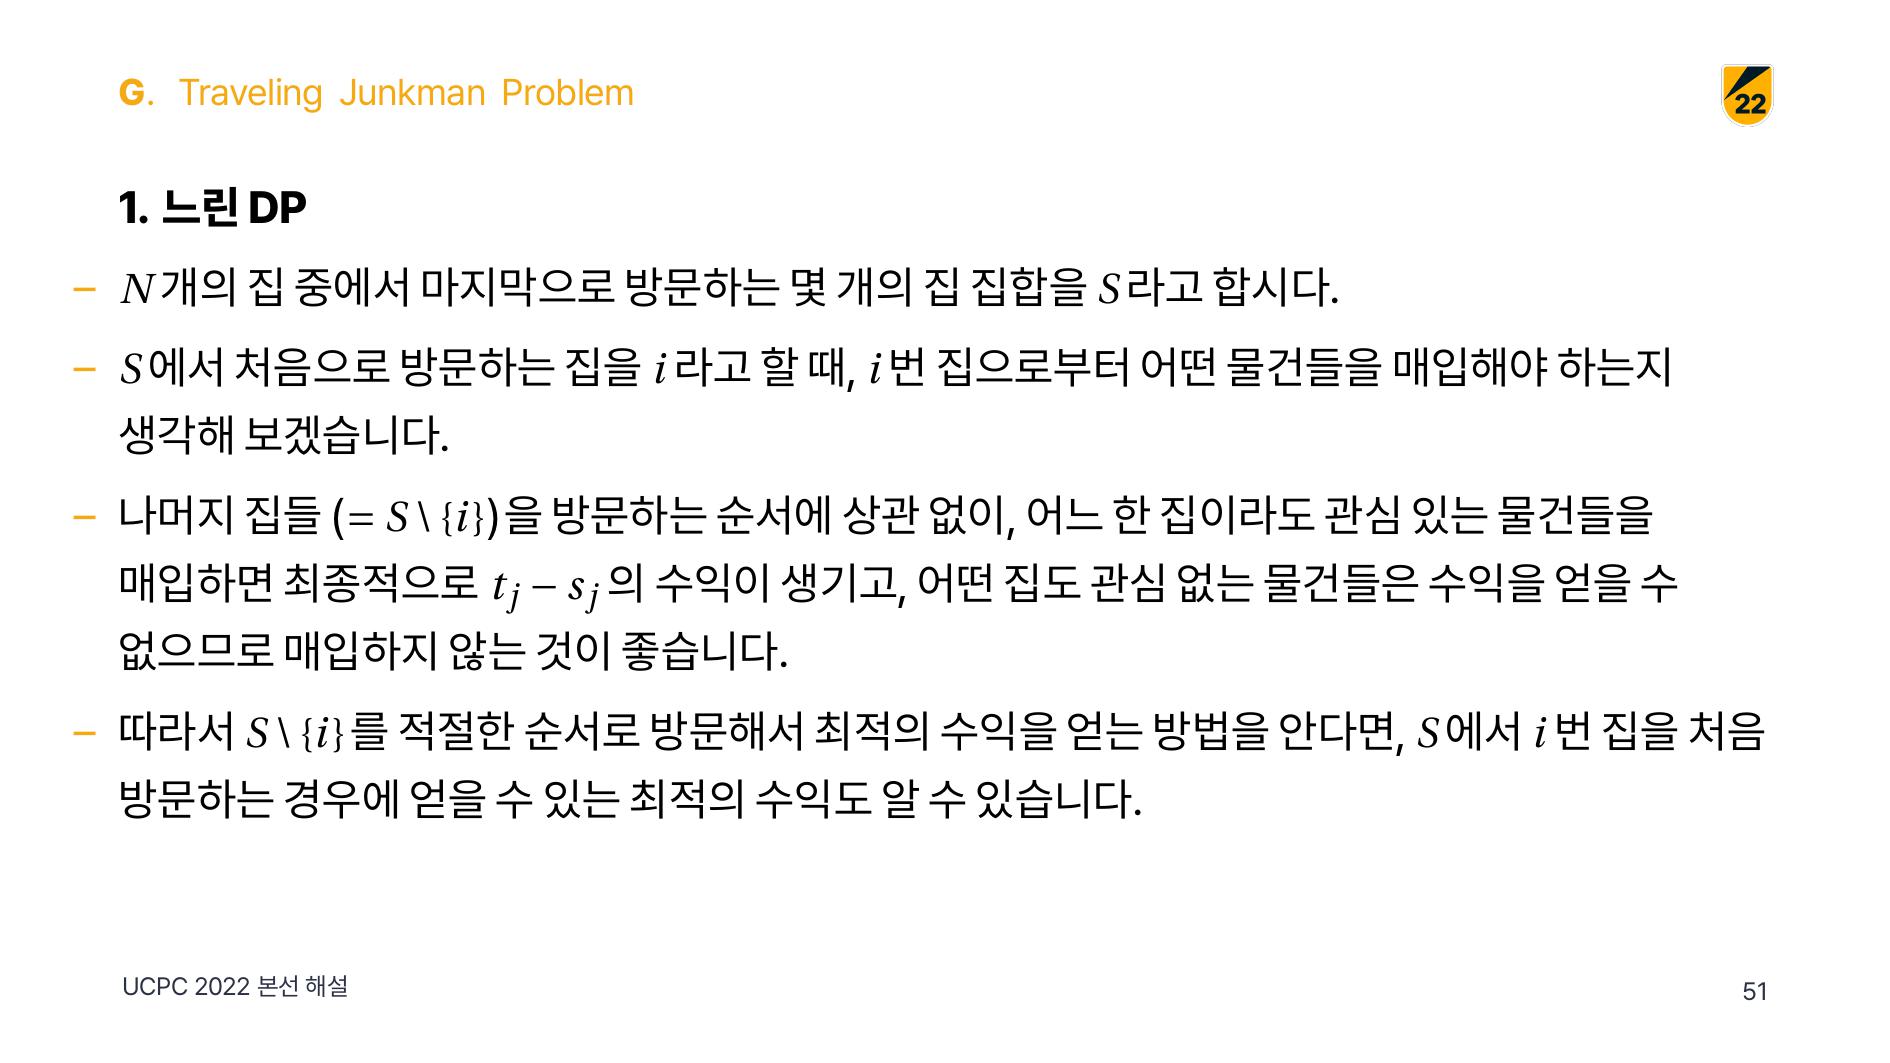 G. Traveling Junkman Problem
22
1. 느린 DP
– N개의 집 중에서 마지막으로 방문하는 몇 개의 집 집합을 S라고 합시다.
– S에서 처음으로 방문하는 집을 i라고 할 때, i번 집으로부터 어떤 물건들을 매입해야 하는지
생각해 보겠습니다.
– 나머지 집들 (= S \ {i})을 방문하는 순서에 상관 없이, 어느 한 집이라도 관심 있는 물건들을
매입하면 최종적으로 t_j − s_j의 수익이 생기고, 어떤 집도 관심 없는 물건들은 수익을 얻을 수
없으므로 매입하지 않는 것이 좋습니다.
– 따라서 S \ {i}를 적절한 순서로 방문해서 최적의 수익을 얻는 방법을 안다면, S에서 i번 집을 처음
방문하는 경우에 얻을 수 있는 최적의 수익도 알 수 있습니다.
UCPC 2022 본선 해설
51